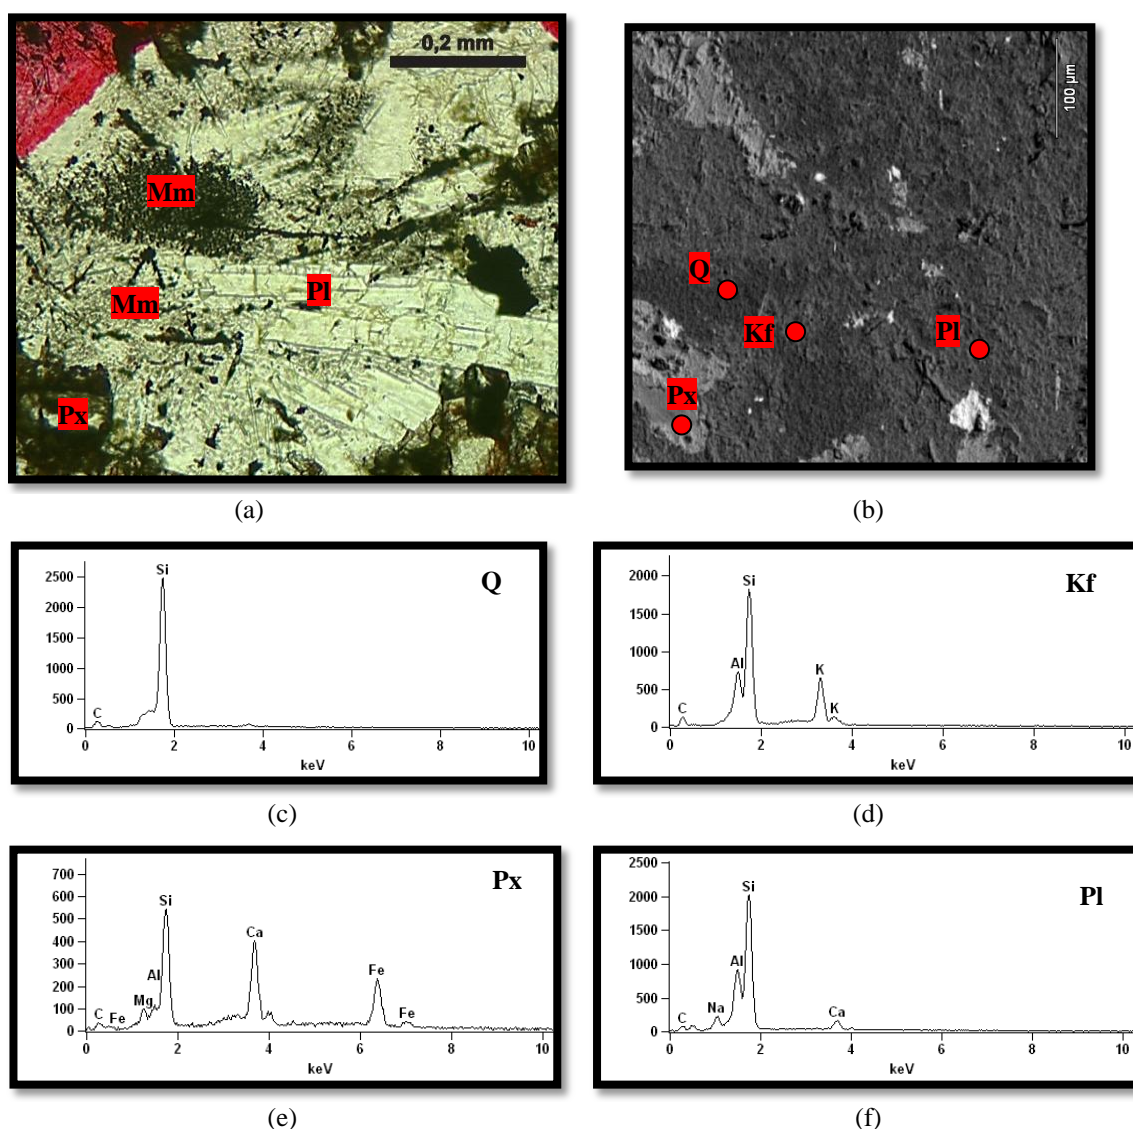 0,2 mm
Mm
Mm
Pl
Px
(a)
100 µm
Q
Kf
Pl
Px
(b)
Q
2500
2000
1500
1000
500
0
Si
C
0 2 4 6 8 10
keV
(c)
Kf
2000
1500
1000
500
0
Si
Al
K
K
C
0 2 4 6 8 10
keV
(d)
Px
700
600
500
400
300
200
100
0
Si
Ca
Al
Fe
Mg
C
Fe
Fe
0 2 4 6 8 10
keV
(e)
Pl
2500
2000
1500
1000
500
0
Si
Al
Na
Ca
C
0 2 4 6 8 10
keV
(f)